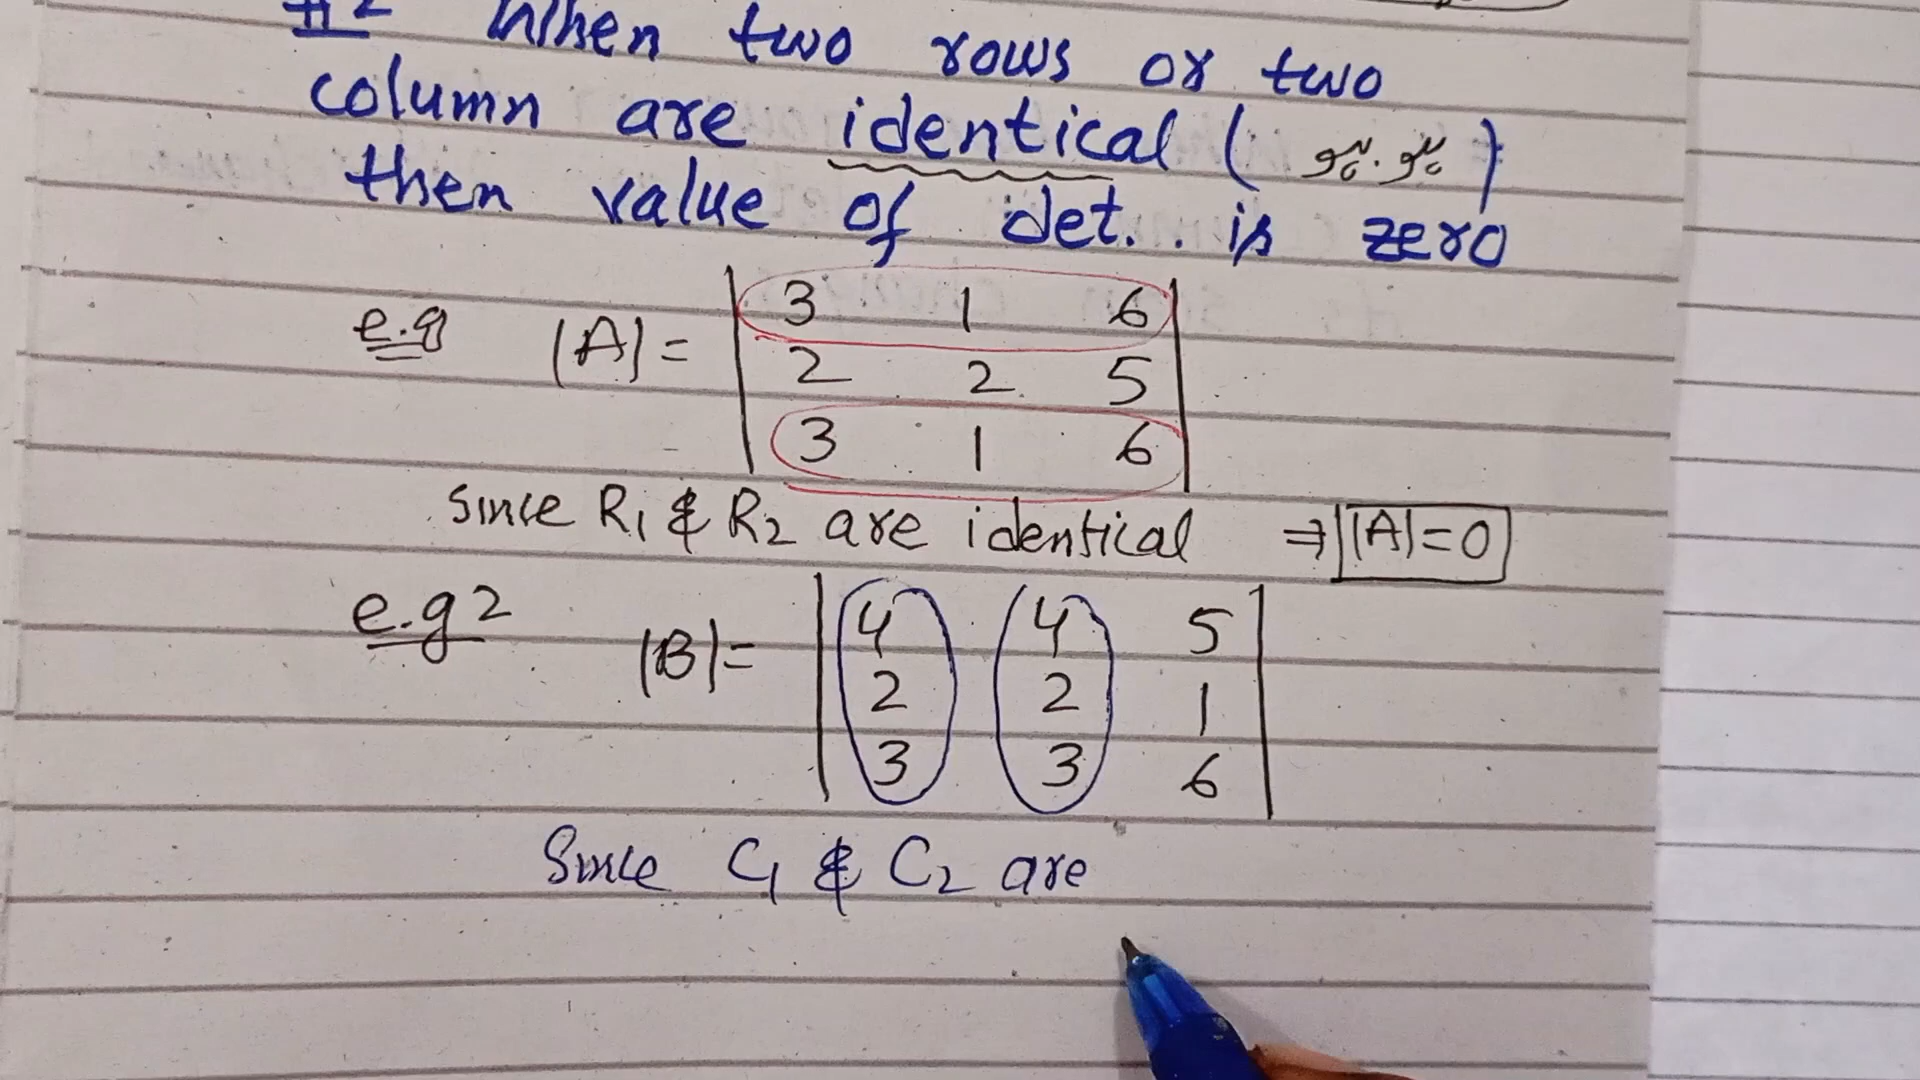 #2 When two rows or two
column are identical (ہو بہو)
then value of det... is zero
e.g |A| = | 3 1 6 |
| 2 2 5 |
| 3 1 6 |
Since R₁ & R₂ are identical ⇒ |A| = 0
e.g 2 |B| = | 4 4 5 |
| 2 2 1 |
| 3 3 6 |
Since C₁ & C₂ are